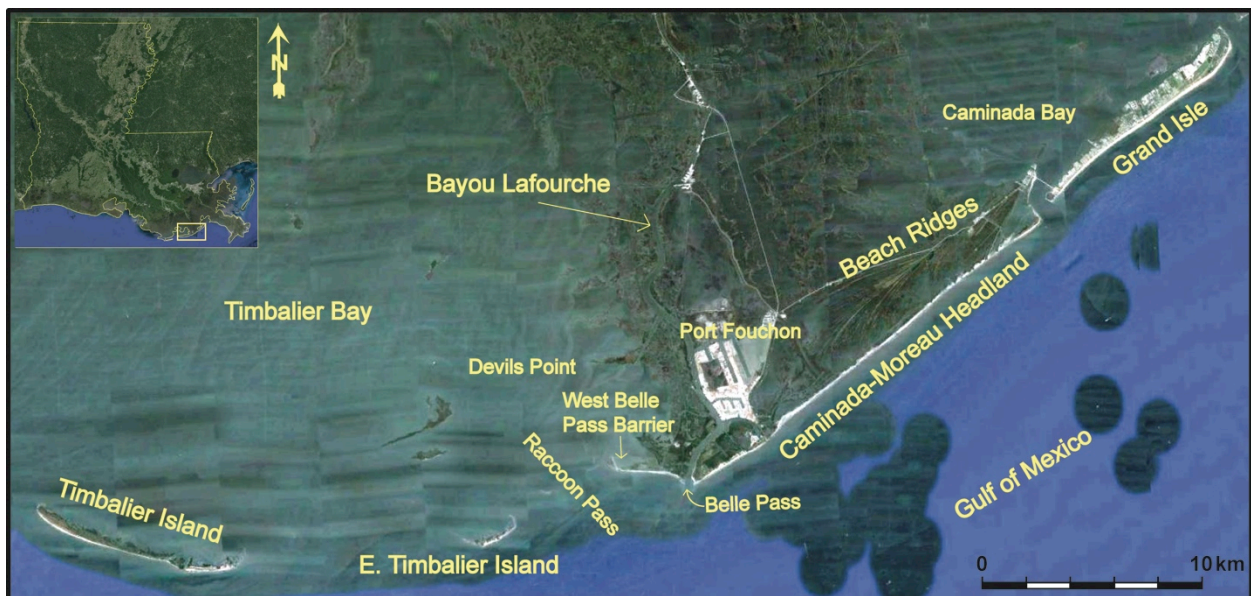 N
Caminada Bay
Grand Isle
Bayou Lafourche
Beach Ridges
Timbalier Bay
Port Fouchon
Caminada-Moreau Headland
Devils Point
West Belle
Pass Barrier
Raccoon Pass
Gulf of Mexico
Timbalier Island
Belle Pass
E. Timbalier Island
0 10 km